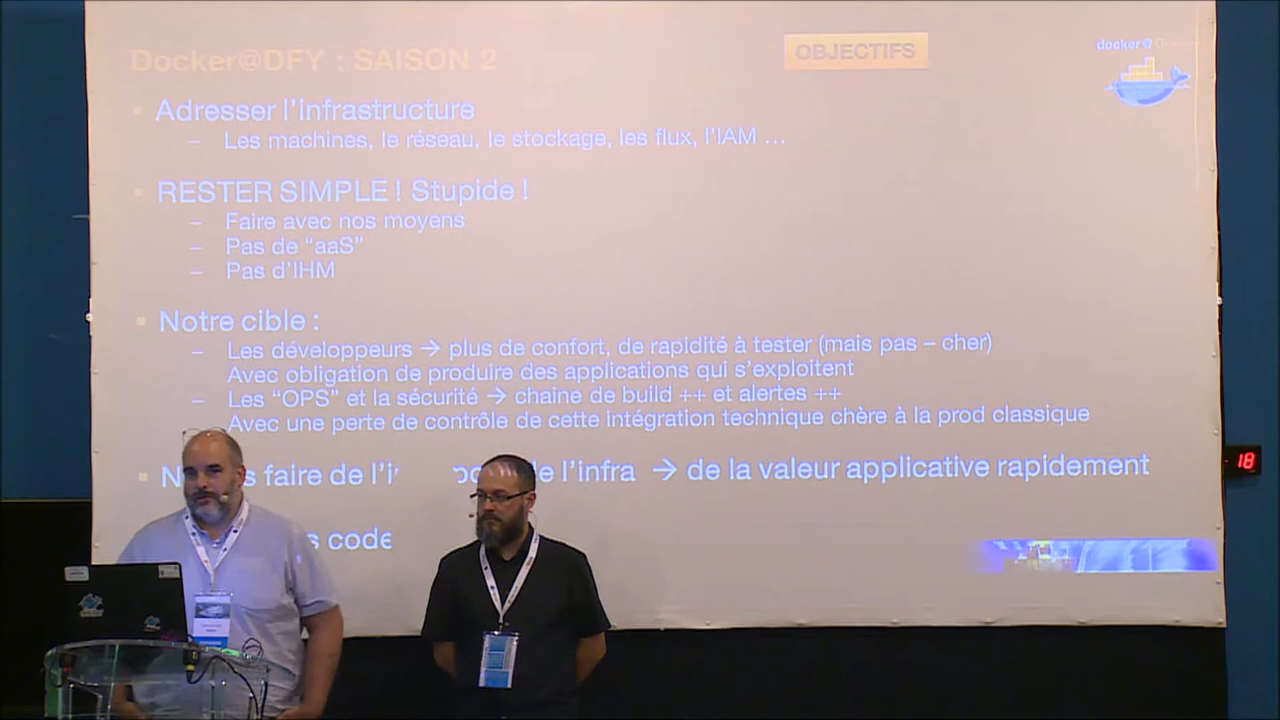 Docker@DFY : SAISON 2
OBJECTIFS
docker@
Adresser l'infrastructure
– Les machines, le réseau, le stockage, les flux, l'IAM ...
RESTER SIMPLE ! Stupide !
– Faire avec nos moyens
– Pas de “aaS”
– Pas d'IHM
Notre cible :
– Les développeurs → plus de confort, de rapidité à tester (mais pas – cher)
Avec obligation de produire des applications qui s'exploitent
– Les “OPS” et la sécurité → chaine de build ++ et alertes ++
Avec une perte de contrôle de cette intégration technique chère à la prod classique
faire de l'infra → de la valeur applicative rapidement
code
18